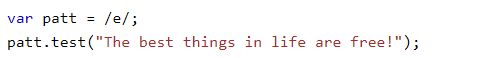 var patt = /e/;
patt.test("The best things in life are free!");